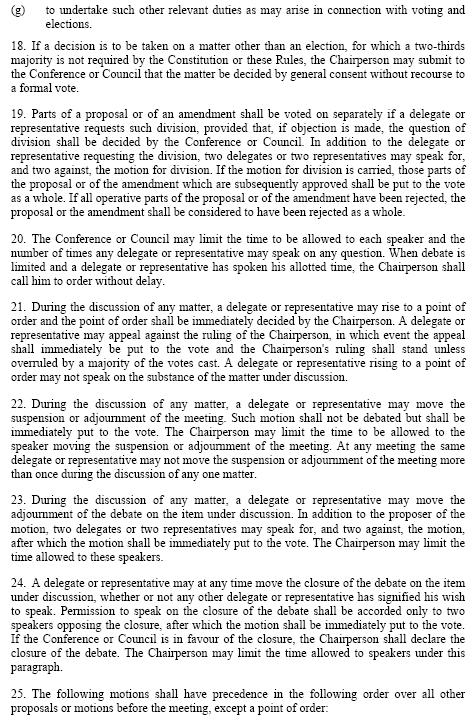 (g) to undertake such other relevant duties as may arise in connection with voting and
elections.
18. If a decision is to be taken on a matter other than an election, for which a two-thirds
majority is not required by the Constitution or these Rules, the Chairperson may submit to
the Conference or Council that the matter be decided by general consent without recourse to
a formal vote.
19. Parts of a proposal or of an amendment shall be voted on separately if a delegate or
representative requests such division, provided that, if objection is made, the question of
division shall be decided by the Conference or Council. In addition to the delegate or
representative requesting the division, two delegates or two representatives may speak for,
and two against, the motion for division. If the motion for division is carried, those parts of
the proposal or of the amendment which are subsequently approved shall be put to the vote
as a whole. If all operative parts of the proposal or of the amendment have been rejected, the
proposal or the amendment shall be considered to have been rejected as a whole.
20. The Conference or Council may limit the time to be allowed to each speaker and the
number of times any delegate or representative may speak on any question. When debate is
limited and a delegate or representative has spoken his allotted time, the Chairperson shall
call him to order without delay.
21. During the discussion of any matter, a delegate or representative may rise to a point of
order and the point of order shall be immediately decided by the Chairperson. A delegate or
representative may appeal against the ruling of the Chairperson, in which event the appeal
shall immediately be put to the vote and the Chairperson's ruling shall stand unless
overruled by a majority of the votes cast. A delegate or representative rising to a point of
order may not speak on the substance of the matter under discussion.
22. During the discussion of any matter, a delegate or representative may move the
suspension or adjournment of the meeting. Such motion shall not be debated but shall be
immediately put to the vote. The Chairperson may limit the time to be allowed to the
speaker moving the suspension or adjournment of the meeting. At any meeting the same
delegate or representative may not move the suspension or adjournment of the meeting more
than once during the discussion of any one matter.
23. During the discussion of any matter, a delegate or representative may move the
adjournment of the debate on the item under discussion. In addition to the proposer of the
motion, two delegates or two representatives may speak for, and two against, the motion,
after which the motion shall be immediately put to the vote. The Chairperson may limit the
time allowed to these speakers.
24. A delegate or representative may at any time move the closure of the debate on the item
under discussion, whether or not any other delegate or representative has signified his wish
to speak. Permission to speak on the closure of the debate shall be accorded only to two
speakers opposing the closure, after which the motion shall be immediately put to the vote.
If the Conference or Council is in favour of the closure, the Chairperson shall declare the
closure of the debate. The Chairperson may limit the time allowed to speakers under this
paragraph.
25. The following motions shall have precedence in the following order over all other
proposals or motions before the meeting, except a point of order: